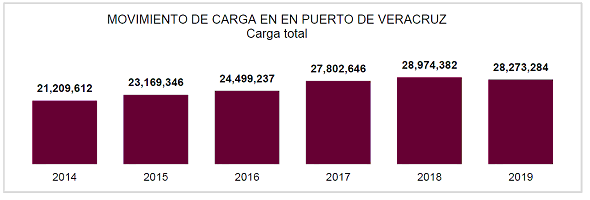 MOVIMIENTO DE CARGA EN EN PUERTO DE VERACRUZ
Carga total
21,209,612 23,169,346 24,499,237 27,802,646 28,974,382 28,273,284
2014 2015 2016 2017 2018 2019